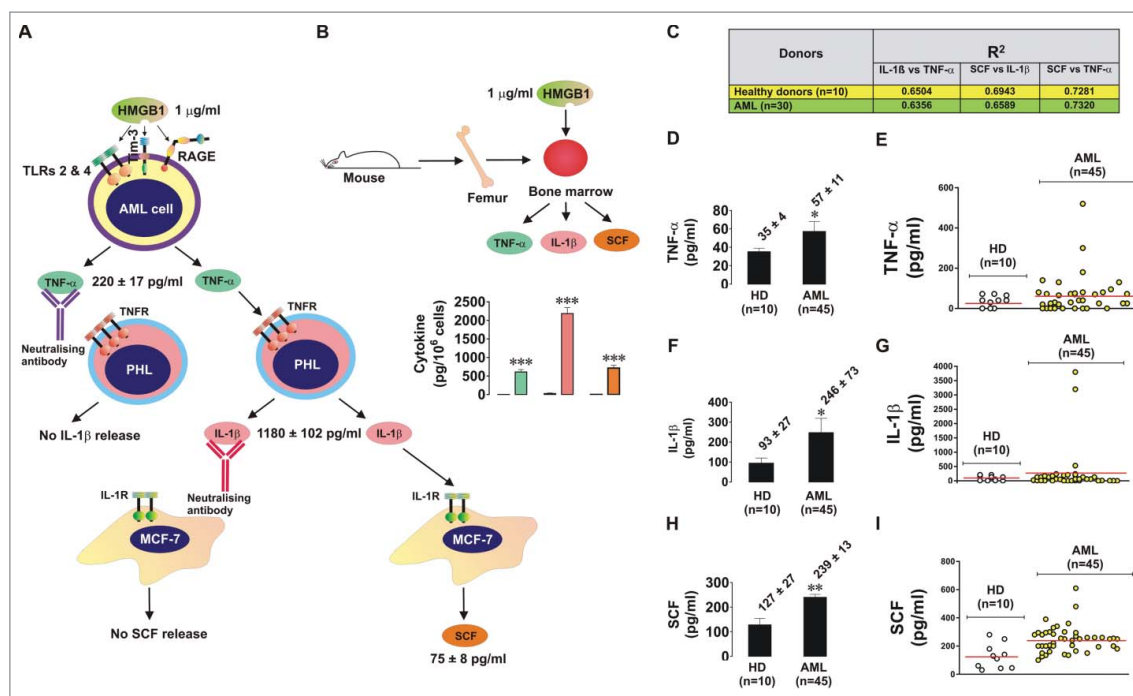 A
HMGB1
1 µg/ml
Tim-3
RAGE
TLRs 2 & 4
AML cell
TNF-α
220 ± 17 pg/ml
TNF-α
TNFR
TNFR
Neutralising
antibody
PHL
PHL
No IL-1β release
IL-1β
1180 ± 102 pg/ml
IL-1β
IL-1R
Neutralising
antibody
IL-1R
MCF-7
MCF-7
No SCF release
SCF
75 ± 8 pg/ml
B
1 µg/ml
HMGB1
Mouse
Femur
Bone marrow
TNF-α
IL-1β
SCF
Cytokine
(pg/10⁶ cells)
2500
2000
1500
1000
500
0
***
***
***
C
Donors
R²
IL-1ß vs TNF-α
SCF vs IL-1β
SCF vs TNF-α
Healthy donors (n=10)
0.6504
0.6943
0.7281
AML (n=30)
0.6356
0.6589
0.7320
D
TNF-α
(pg/ml)
80
60
40
20
0
35 ± 4
57 ± 11
*
HD
(n=10)
AML
(n=45)
E
TNF-α
(pg/ml)
600
400
200
0
HD
(n=10)
AML
(n=45)
F
IL-1β
(pg/ml)
400
300
200
100
0
93 ± 27
246 ± 73
*
HD
(n=10)
AML
(n=45)
G
IL-1β
(pg/ml)
4000
3500
3000
2500
2000
1500
1000
500
0
HD
(n=10)
AML
(n=45)
H
SCF
(pg/ml)
300
200
100
0
127 ± 27
239 ± 13
**
HD
(n=10)
AML
(n=45)
I
SCF
(pg/ml)
800
600
400
200
0
HD
(n=10)
AML
(n=45)